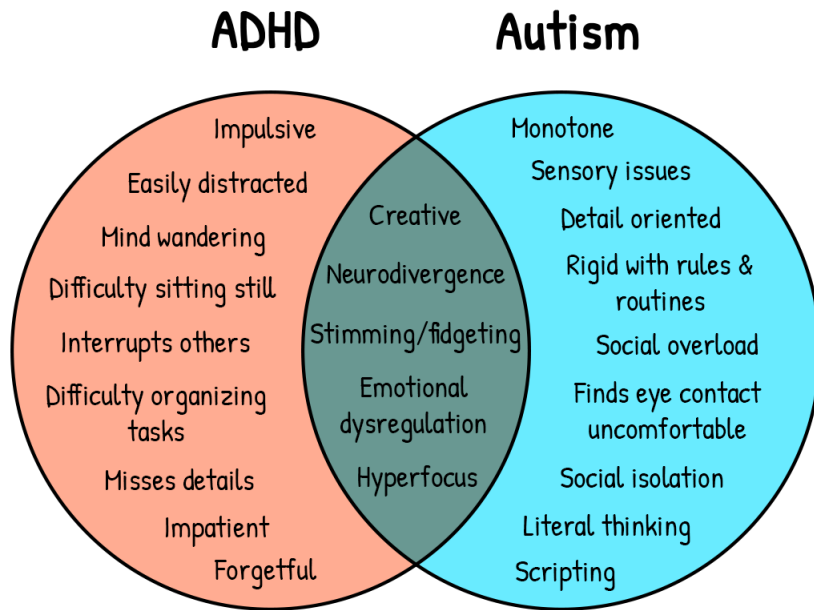 ADHD
Autism
Impulsive
Easily distracted
Mind wandering
Difficulty sitting still
Interrupts others
Difficulty organizing
tasks
Misses details
Impatient
Forgetful
Creative
Neurodivergence
Stimming/fidgeting
Emotional
dysregulation
Hyperfocus
Monotone
Sensory issues
Detail oriented
Rigid with rules &
routines
Social overload
Finds eye contact
uncomfortable
Social isolation
Literal thinking
Scripting